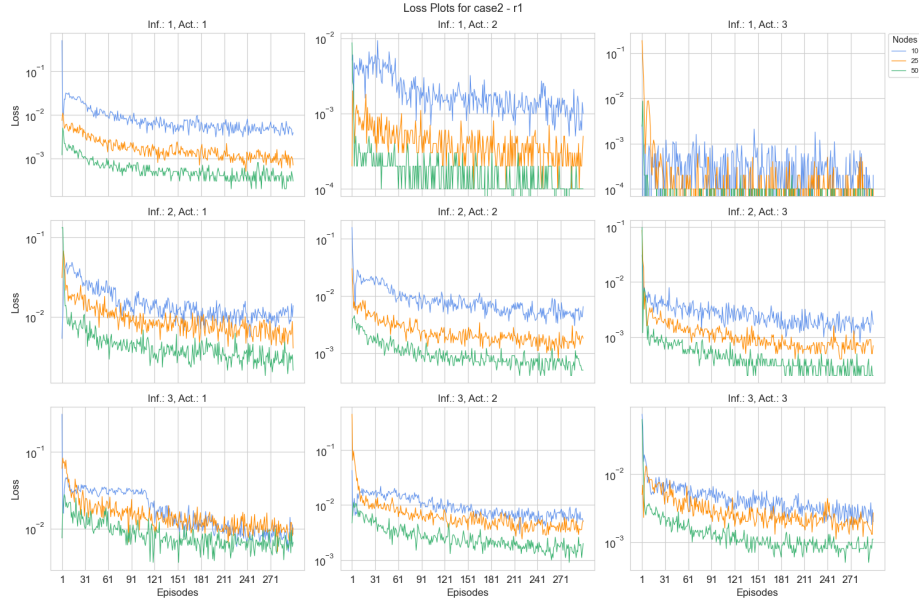 Loss Plots for case2 - r1
Inf.: 1, Act.: 1
Inf.: 1, Act.: 2
Inf.: 1, Act.: 3
Nodes
10
25
50
Loss
10⁻¹
10⁻²
10⁻³
10⁻²
10⁻³
10⁻⁴
10⁻¹
10⁻²
10⁻³
10⁻⁴
Inf.: 2, Act.: 1
Inf.: 2, Act.: 2
Inf.: 2, Act.: 3
Loss
10⁻¹
10⁻²
10⁻¹
10⁻²
10⁻³
10⁻¹
10⁻²
10⁻³
Inf.: 3, Act.: 1
Inf.: 3, Act.: 2
Inf.: 3, Act.: 3
Loss
10⁻¹
10⁻²
10⁻¹
10⁻²
10⁻³
10⁻²
10⁻³
1 31 61 91 121 151 181 211 241 271
1 31 61 91 121 151 181 211 241 271
1 31 61 91 121 151 181 211 241 271
Episodes
Episodes
Episodes